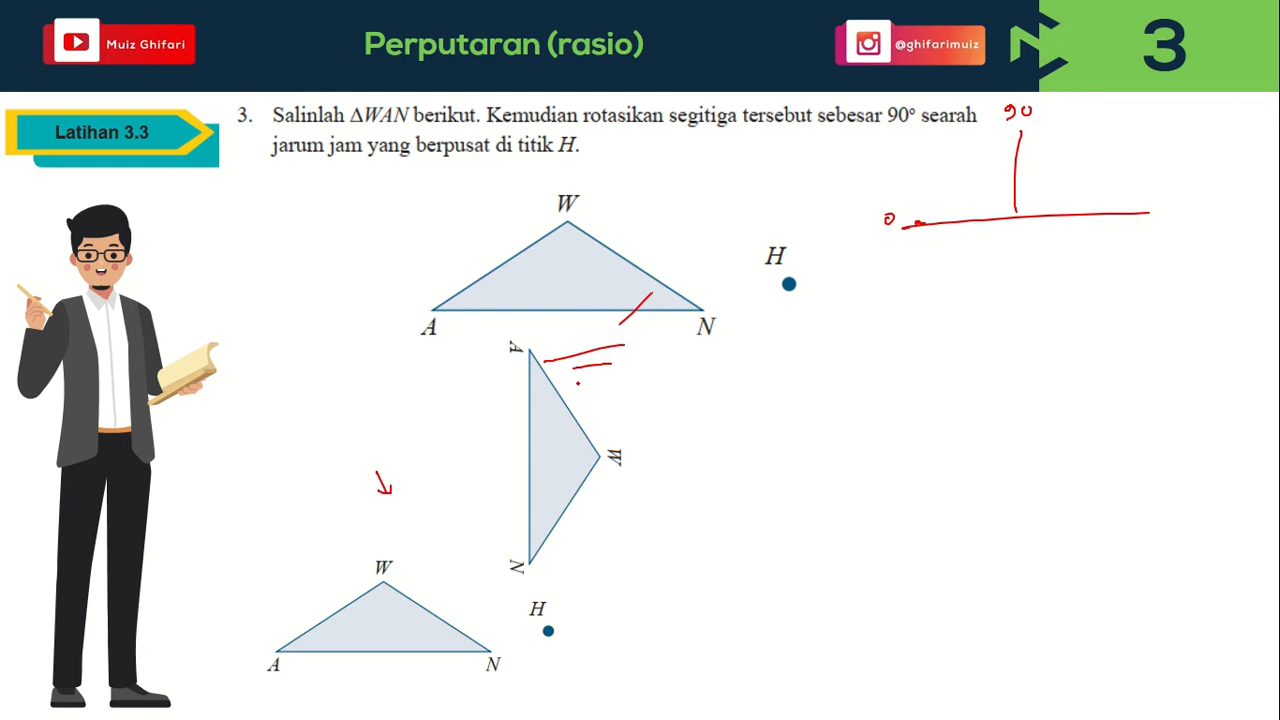 Muiz Ghifari
Perputaran (rasio)
@ghifarimuiz
3
Latihan 3.3
3. Salinlah ΔWAN berikut. Kemudian rotasikan segitiga tersebut sebesar 90° searah
jarum jam yang berpusat di titik H.
90
0
W
H
A
N
A
W
N
W
H
A
N